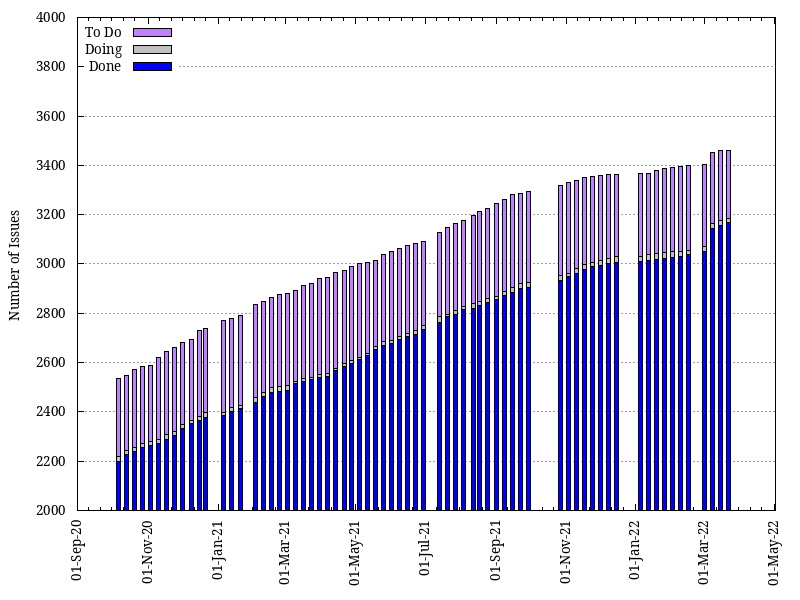 4000
3800
3600
3400
3200
3000
2800
2600
2400
2200
2000
Number of Issues
To Do
Doing
Done
01-Sep-20
01-Nov-20
01-Jan-21
01-Mar-21
01-May-21
01-Jul-21
01-Sep-21
01-Nov-21
01-Jan-22
01-Mar-22
01-May-22